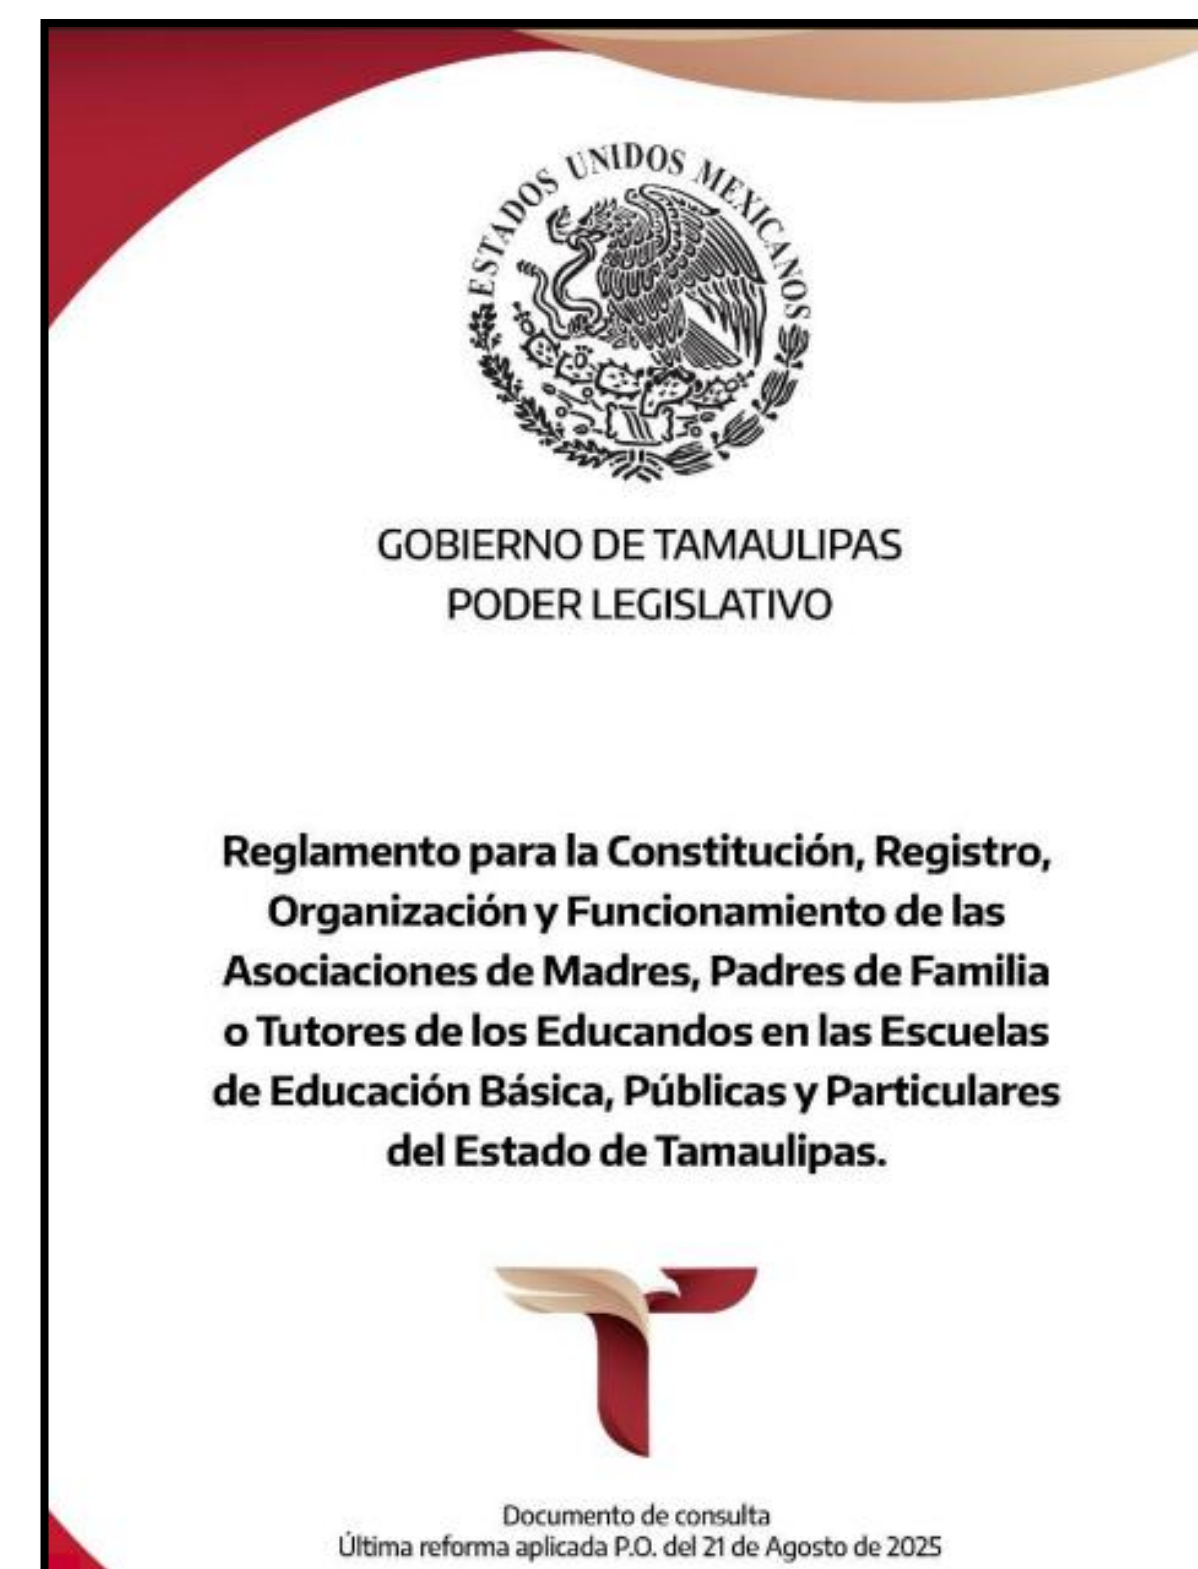 ESTADOS UNIDOS MEXICANOS
GOBIERNO DE TAMAULIPAS
PODER LEGISLATIVO
Reglamento para la Constitución, Registro,
Organización y Funcionamiento de las
Asociaciones de Madres, Padres de Familia
o Tutores de los Educandos en las Escuelas
de Educación Básica, Públicas y Particulares
del Estado de Tamaulipas.
Documento de consulta
Última reforma aplicada P.O. del 21 de Agosto de 2025